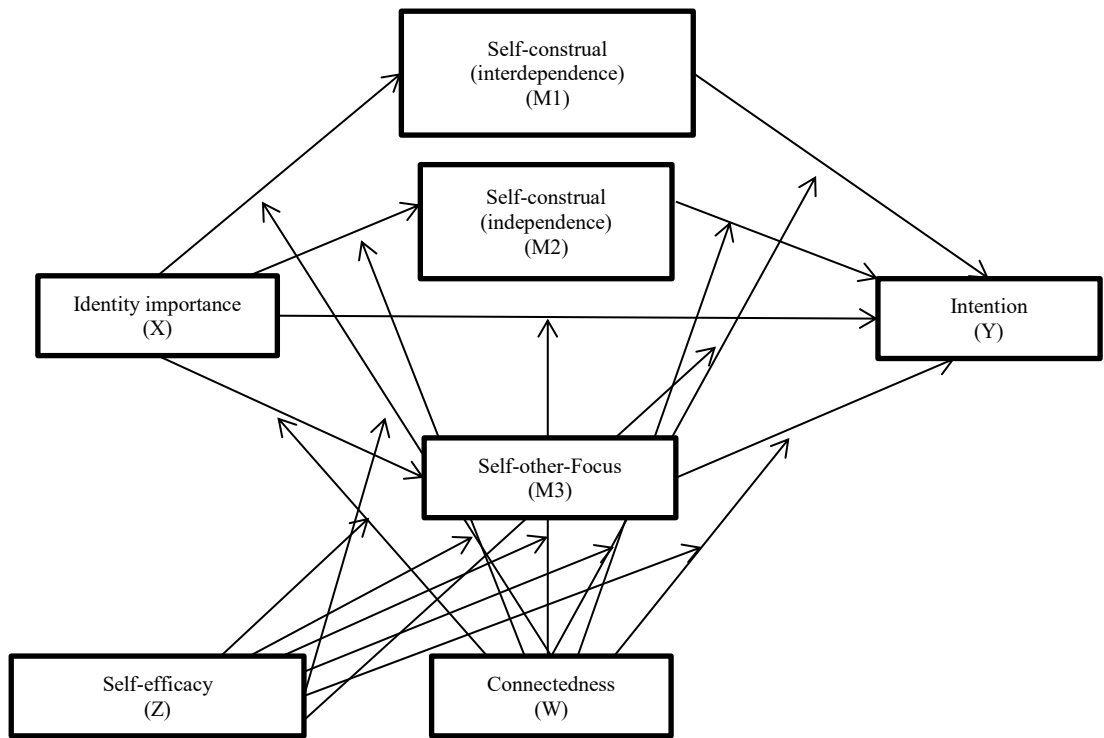 Self-construal
(interdependence)
(M1)
Self-construal
(independence)
(M2)
Identity importance
(X)
Intention
(Y)
Self-other-Focus
(M3)
Self-efficacy
(Z)
Connectedness
(W)